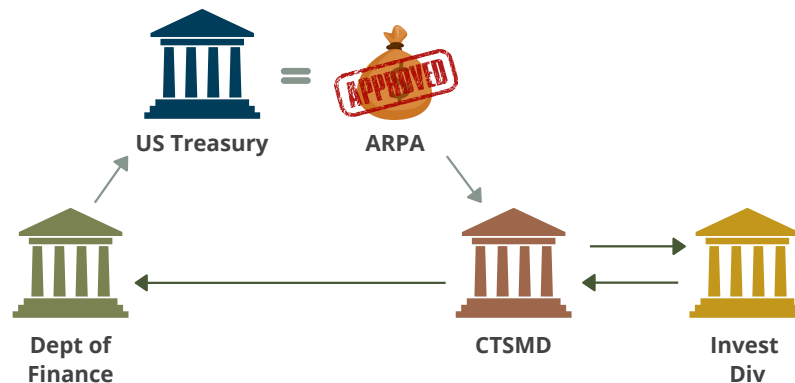 APPROVED
US Treasury
=
ARPA
CTSMD
Dept of
Finance
Invest
Div